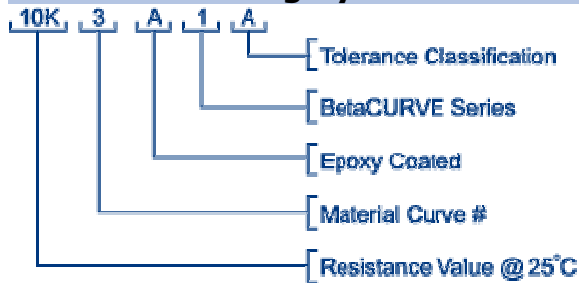 10K 3 A 1 A
Tolerance Classification
BetaCURVE Series
Epoxy Coated
Material Curve #
Resistance Value @ 25°C